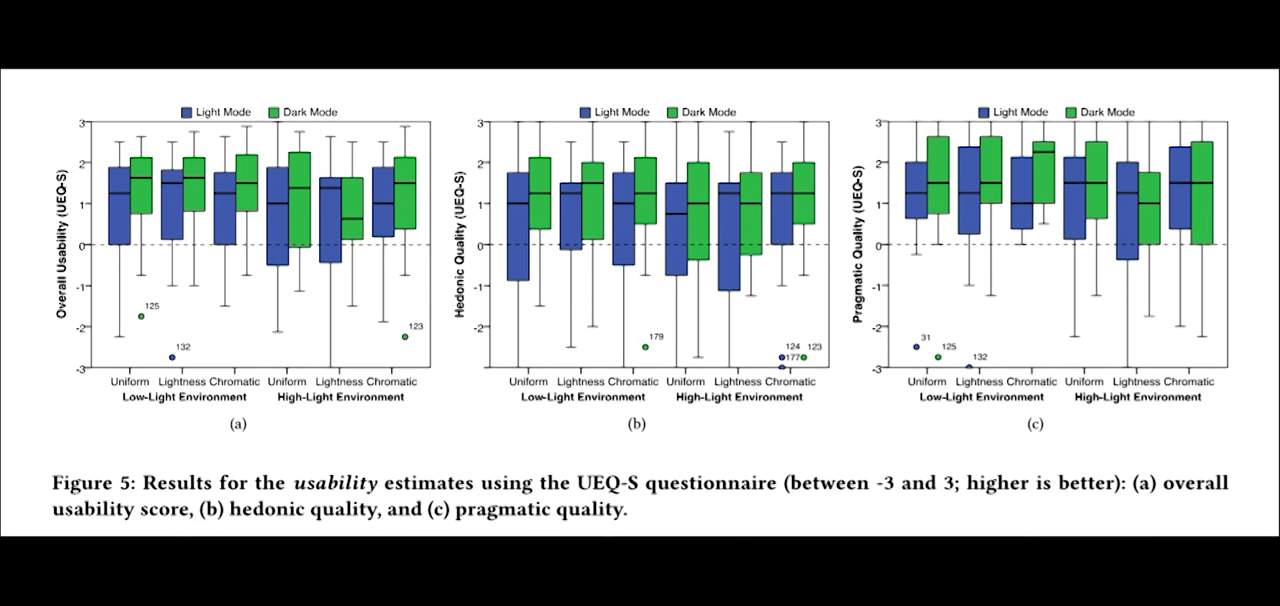 Light Mode Dark Mode
Overall Usability (UEQ-S)
3
2
1
0
-1
-2
-3
125
132
123
Uniform Lightness Chromatic Uniform Lightness Chromatic
Low-Light Environment High-Light Environment
(a)
Light Mode Dark Mode
Hedonic Quality (UEQ-S)
3
2
1
0
-1
-2
179
124 123
177
Uniform Lightness Chromatic Uniform Lightness Chromatic
Low-Light Environment High-Light Environment
(b)
Light Mode Dark Mode
Pragmatic Quality (UEQ-S)
3
2
1
0
-1
-2
-3
31
125
132
Uniform Lightness Chromatic Uniform Lightness Chromatic
Low-Light Environment High-Light Environment
(c)
Figure 5: Results for the usability estimates using the UEQ-S questionnaire (between -3 and 3; higher is better): (a) overall
usability score, (b) hedonic quality, and (c) pragmatic quality.